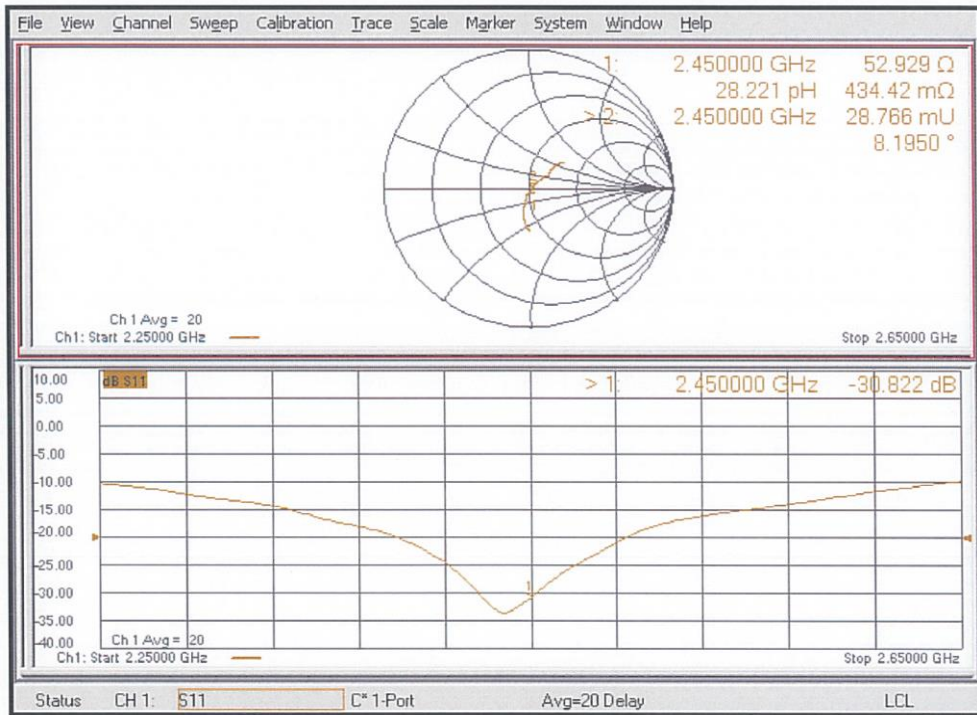 File View Channel Sweep Calibration Trace Scale Marker System Window Help
1: 2.450000 GHz 52.929 Ω
28.221 pH 434.42 mΩ
> 2: 2.450000 GHz 28.766 mU
8.1950 °
Ch 1 Avg = 20
Ch1: Start 2.25000 GHz Stop 2.65000 GHz
10.00 dB S11 > 1: 2.450000 GHz -30.822 dB
5.00
0.00
-5.00
-10.00
-15.00
-20.00
-25.00
-30.00 1
-35.00
-40.00 Ch 1 Avg = 20
Ch1: Start 2.25000 GHz Stop 2.65000 GHz
Status CH 1: S11 C* 1-Port Avg=20 Delay LCL